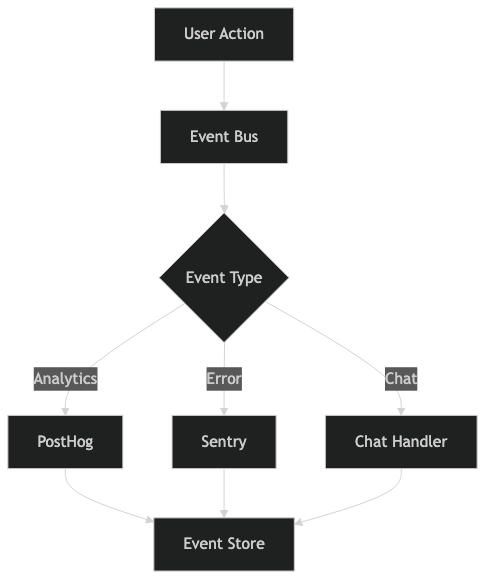 User Action
Event Bus
Event Type
Analytics
Error
Chat
PostHog
Sentry
Chat Handler
Event Store